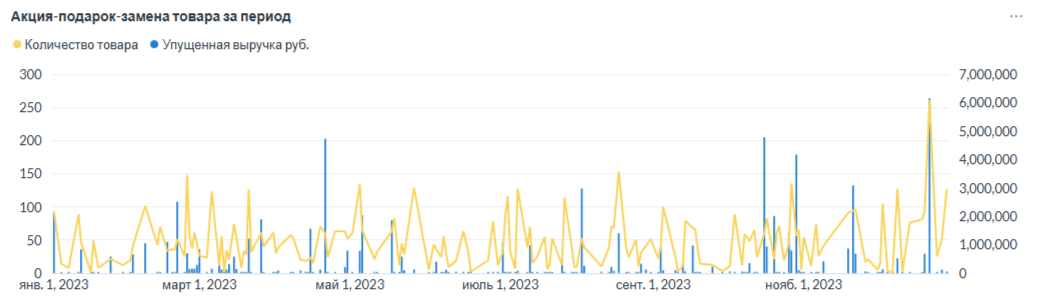 Акция-подарок-замена товара за период
Количество товара Упущенная выручка руб.
300 7,000,000
250 6,000,000
200 5,000,000
150 4,000,000
100 3,000,000
50 2,000,000
0 1,000,000
0
янв. 1, 2023 март 1, 2023 май 1, 2023 июль 1, 2023 сент. 1, 2023 нояб. 1, 2023